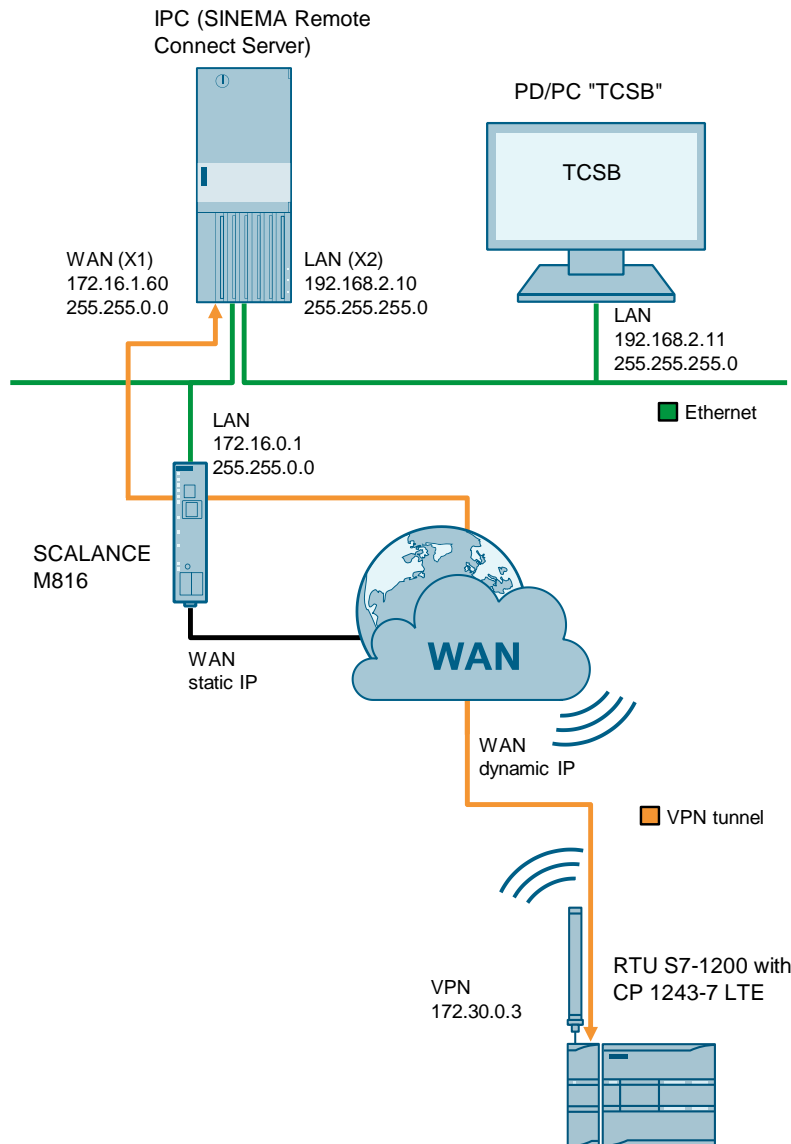 IPC (SINEMA Remote
Connect Server)
PD/PC "TCSB"
TCSB
WAN (X1)
172.16.1.60
255.255.0.0
LAN (X2)
192.168.2.10
255.255.255.0
LAN
192.168.2.11
255.255.255.0
Ethernet
LAN
172.16.0.1
255.255.0.0
SCALANCE
M816
WAN
static IP
WAN
WAN
dynamic IP
VPN tunnel
VPN
172.30.0.3
RTU S7-1200 with
CP 1243-7 LTE